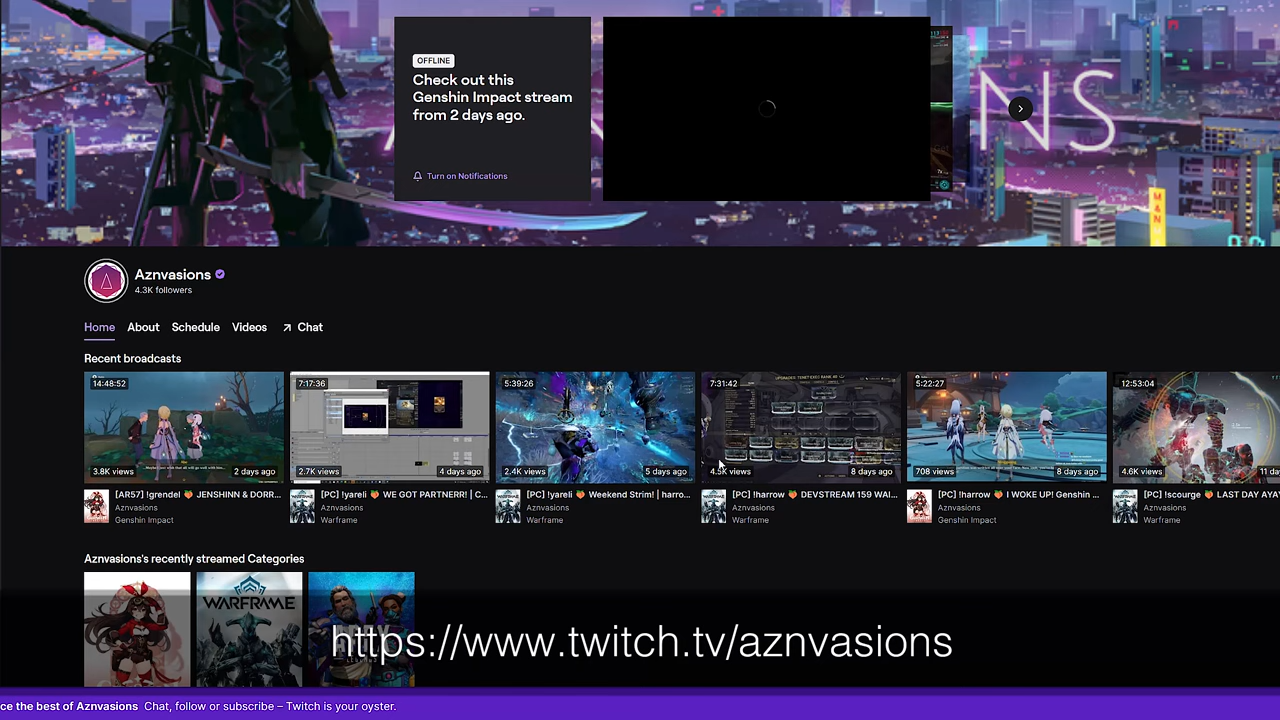 OFFLINE
Check out this
Genshin Impact stream
from 2 days ago.
Turn on Notifications
NS
Aznvasions
4.3K followers
Home About Schedule Videos Chat
Recent broadcasts
14:48:52 7:17:36 5:39:26 7:31:42 5:22:27 12:53:04
3.8K views 2 days ago 2.7K views 4 days ago 2.4K views 5 days ago 4.5K views 8 days ago 708 views 8 days ago 4.6K views 11 da
[AR57] !grendel 🍑 JENSHINN & DORR... [PC] !yareli 🍑 WE GOT PARTNERR! | C... [PC] !yareli 🍑 Weekend Strim! | harro... [PC] !harrow 🍑 DEVSTREAM 159 WAI... [PC] !harrow 🍑 I WOKE UP! Genshin ... [PC] !scourge 🍑 LAST DAY AYAY
Aznvasions Aznvasions Aznvasions Aznvasions Aznvasions Aznvasions
Genshin Impact Warframe Warframe Warframe Genshin Impact Warframe
Aznvasions's recently streamed Categories
WARFRAME
https://www.twitch.tv/aznvasions
ce the best of Aznvasions Chat, follow or subscribe – Twitch is your oyster.